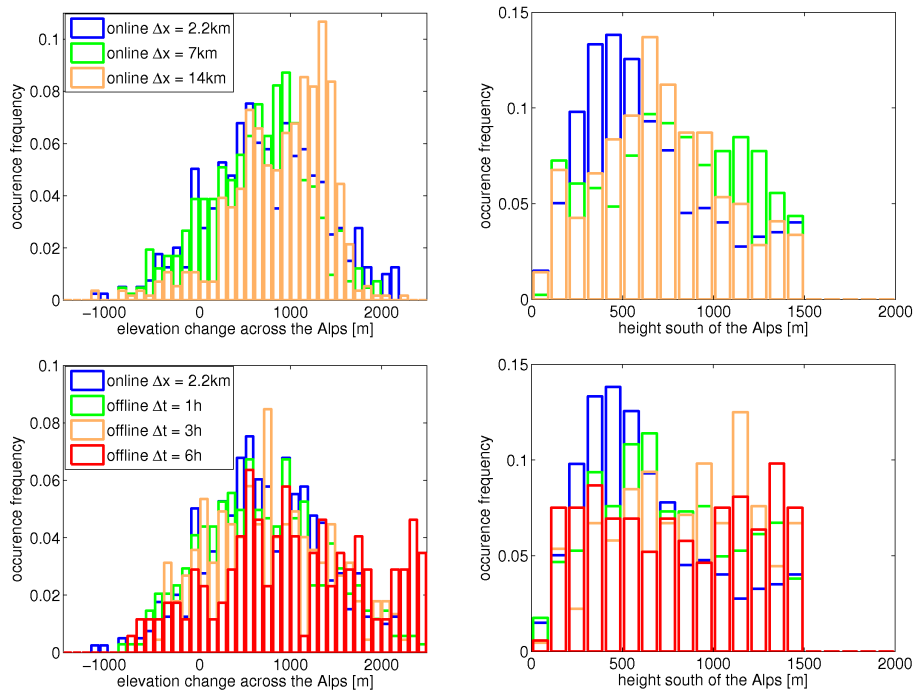 0.1
0.08
0.06
0.04
0.02
0
occurence frequency
online Δx = 2.2km
online Δx = 7km
online Δx = 14km
−1000 0 1000 2000
elevation change across the Alps [m]
0.15
0.1
0.05
0
occurence frequency
0 500 1000 1500 2000
height south of the Alps [m]
0.1
0.08
0.06
0.04
0.02
0
occurence frequency
online Δx = 2.2km
offline Δt = 1h
offline Δt = 3h
offline Δt = 6h
−1000 0 1000 2000
elevation change across the Alps [m]
0.15
0.1
0.05
0
occurence frequency
0 500 1000 1500 2000
height south of the Alps [m]